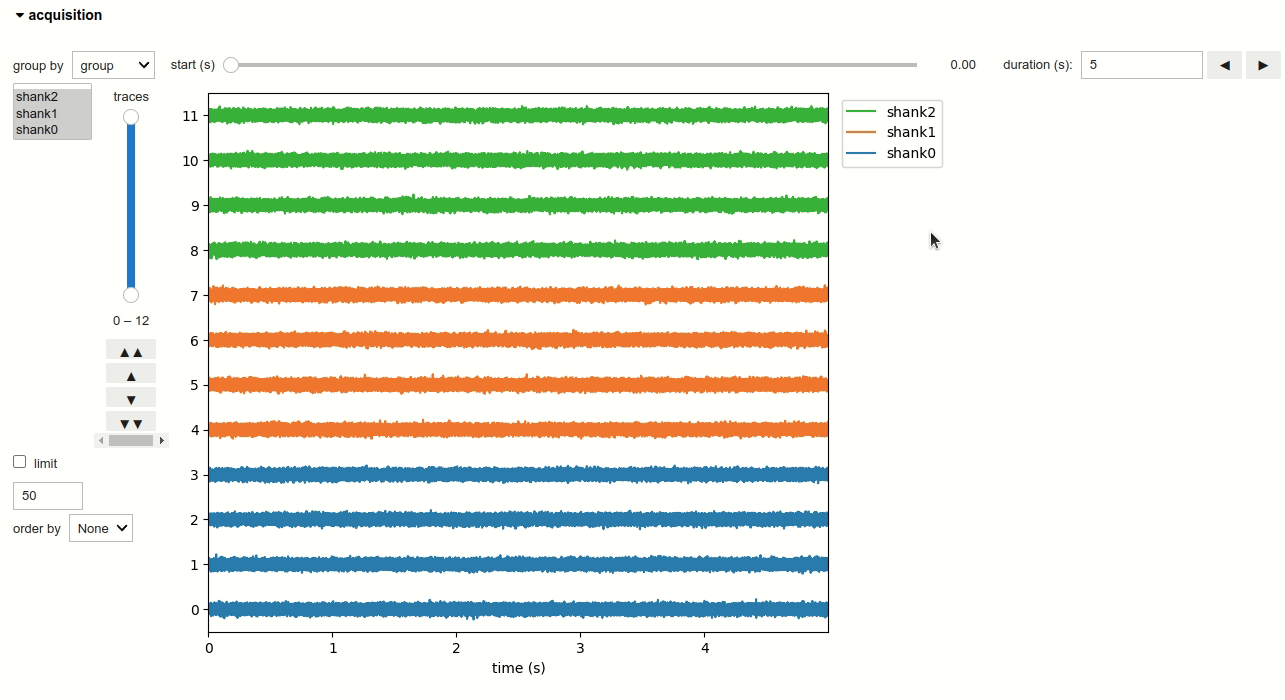 ▾ acquisition
group by group start (s) 0.00 duration (s): 5 ◀ ▶
shank2
shank1
shank0
traces
0 – 12
▲▲
▲
▼
▼▼
limit
50
order by None
11
10
9
8
7
6
5
4
3
2
1
0
0 1 2 3 4
time (s)
shank2
shank1
shank0